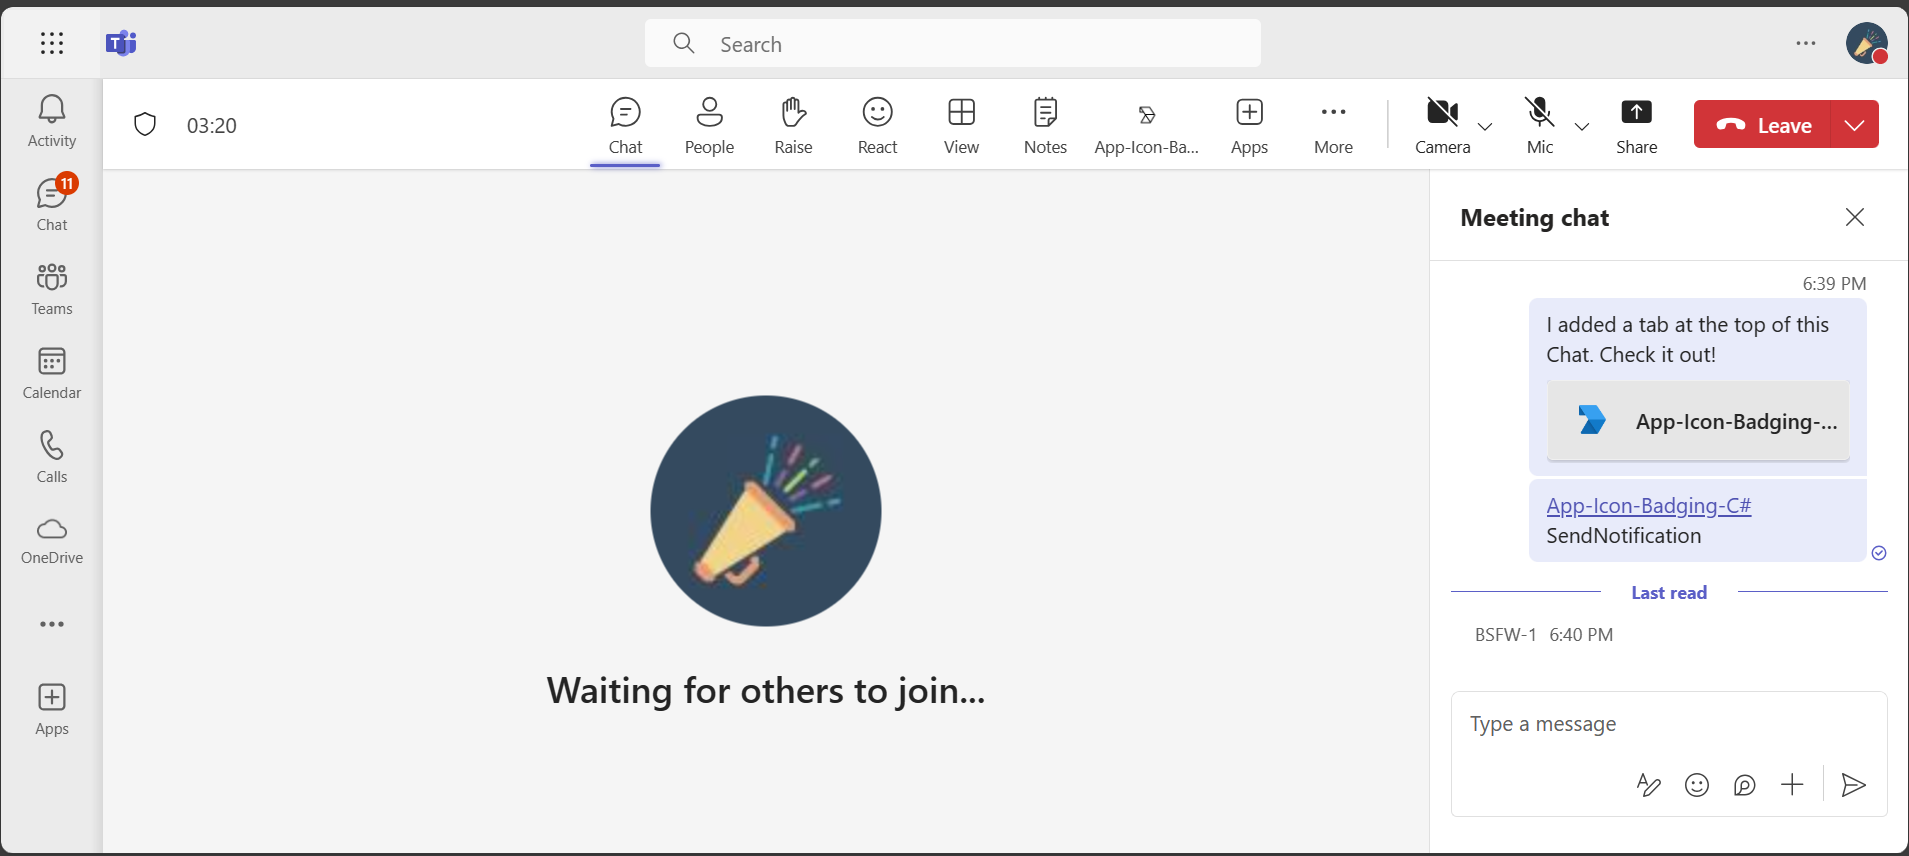 Search
Activity
11
Chat
Teams
Calendar
Calls
OneDrive
Apps
03:20
Chat
People
Raise
React
View
Notes
App-Icon-Ba...
Apps
More
Camera
Mic
Share
Leave
Waiting for others to join...
Meeting chat
6:39 PM
I added a tab at the top of this
Chat. Check it out!
App-Icon-Badging-...
App-Icon-Badging-C#
SendNotification
Last read
BSFW-1 6:40 PM
Type a message